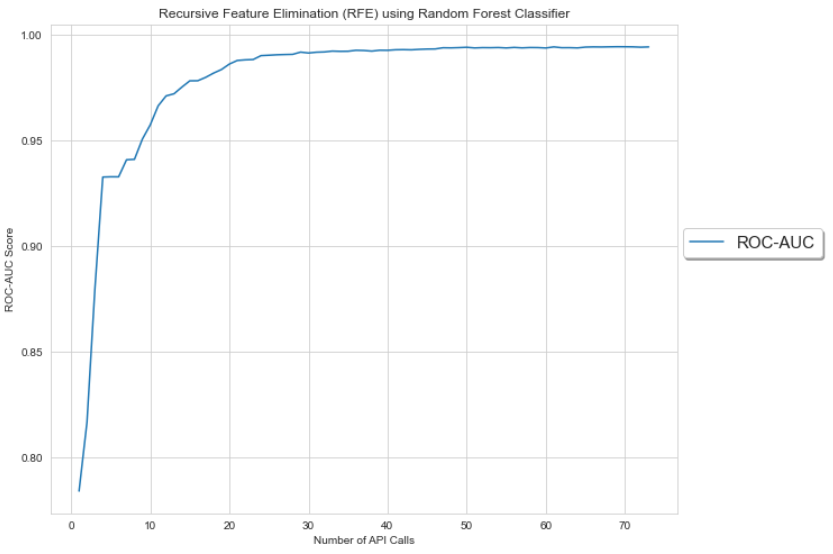 Recursive Feature Elimination (RFE) using Random Forest Classifier
1.00
0.95
0.90
0.85
0.80
ROC-AUC Score
0 10 20 30 40 50 60 70
Number of API Calls
ROC-AUC